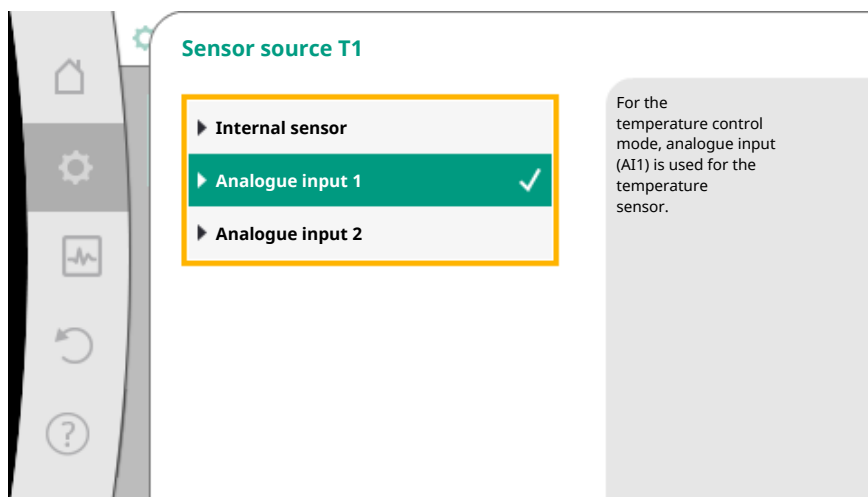 Sensor source T1
Internal sensor
Analogue input 1
Analogue input 2
For the
temperature control
mode, analogue input
(AI1) is used for the
temperature
sensor.
?